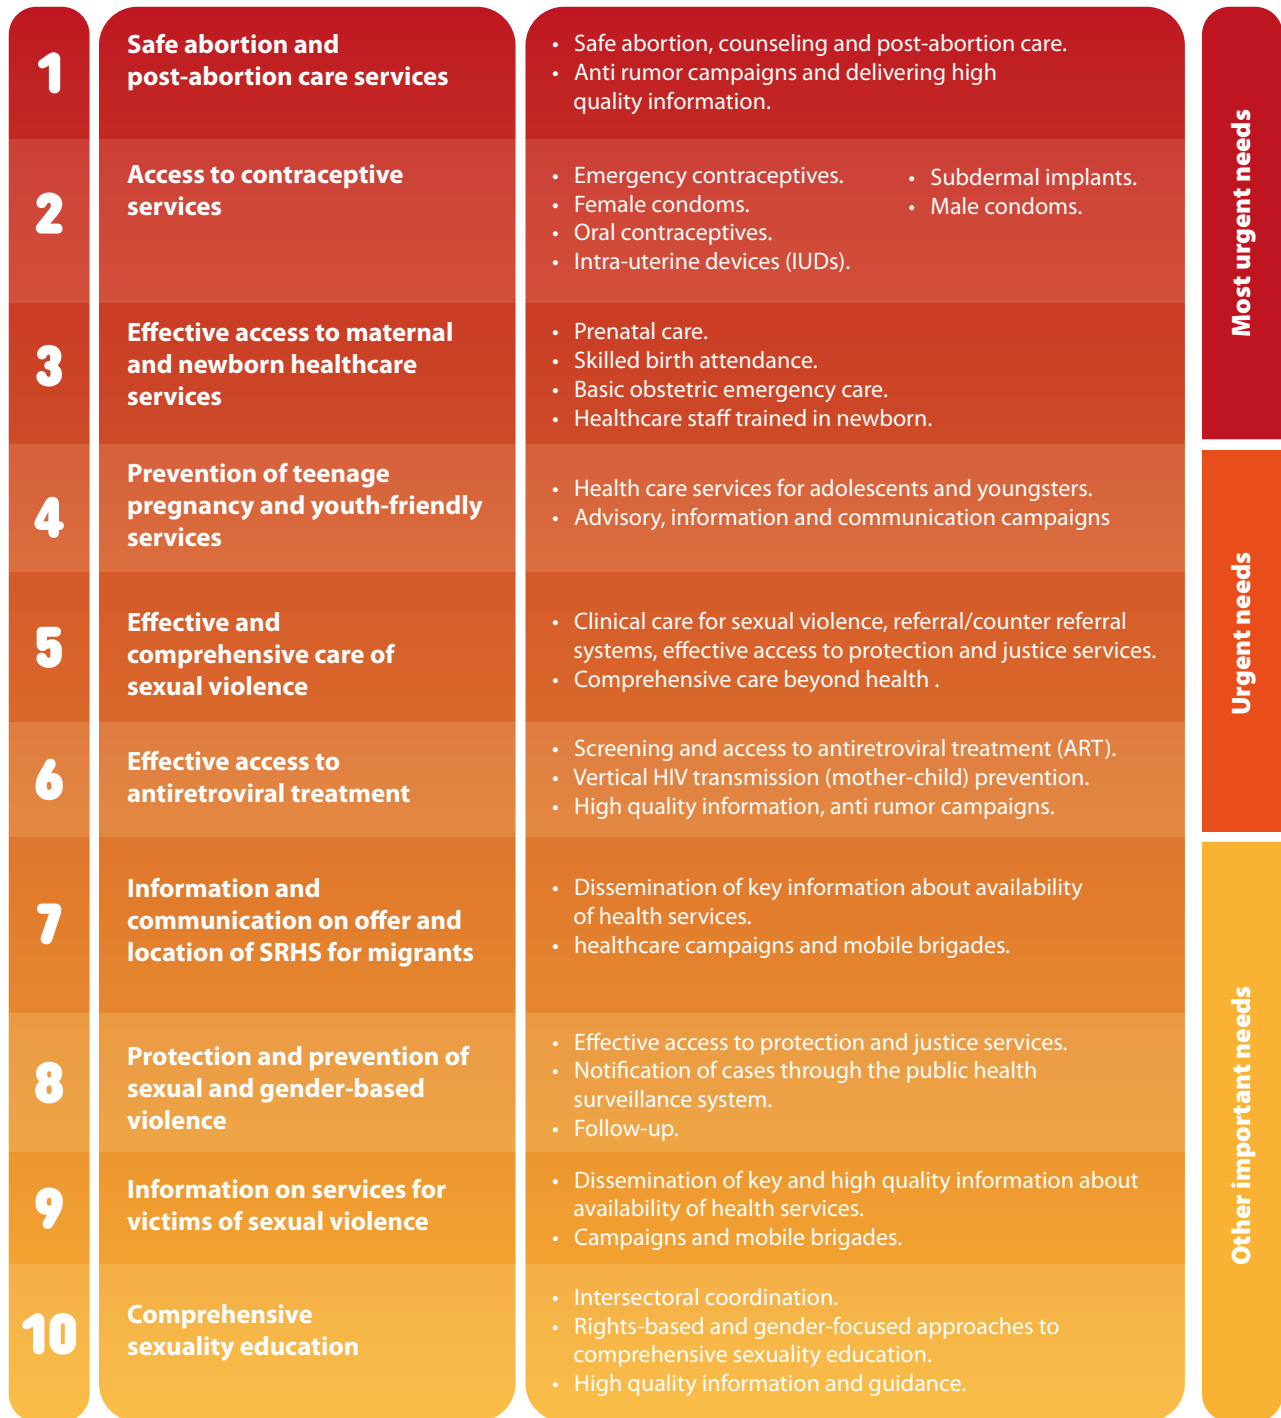 1
Safe abortion and
post-abortion care services
• Safe abortion, counseling and post-abortion care.
• Anti rumor campaigns and delivering high
quality information.
2
Access to contraceptive
services
• Emergency contraceptives.
• Female condoms.
• Oral contraceptives.
• Intra-uterine devices (IUDs).
• Subdermal implants.
• Male condoms.
3
Effective access to maternal
and newborn healthcare
services
• Prenatal care.
• Skilled birth attendance.
• Basic obstetric emergency care.
• Healthcare staff trained in newborn.
Most urgent needs
4
Prevention of teenage
pregnancy and youth-friendly
services
• Health care services for adolescents and youngsters.
• Advisory, information and communication campaigns
5
Effective and
comprehensive care of
sexual violence
• Clinical care for sexual violence, referral/counter referral
systems, effective access to protection and justice services.
• Comprehensive care beyond health .
6
Effective access to
antiretroviral treatment
• Screening and access to antiretroviral treatment (ART).
• Vertical HIV transmission (mother-child) prevention.
• High quality information, anti rumor campaigns.
Urgent needs
7
Information and
communication on offer and
location of SRHS for migrants
• Dissemination of key information about availability
of health services.
• healthcare campaigns and mobile brigades.
8
Protection and prevention of
sexual and gender-based
violence
• Effective access to protection and justice services.
• Notification of cases through the public health
surveillance system.
• Follow-up.
9
Information on services for
victims of sexual violence
• Dissemination of key and high quality information about
availability of health services.
• Campaigns and mobile brigades.
10
Comprehensive
sexuality education
• Intersectoral coordination.
• Rights-based and gender-focused approaches to
comprehensive sexuality education.
• High quality information and guidance.
Other important needs